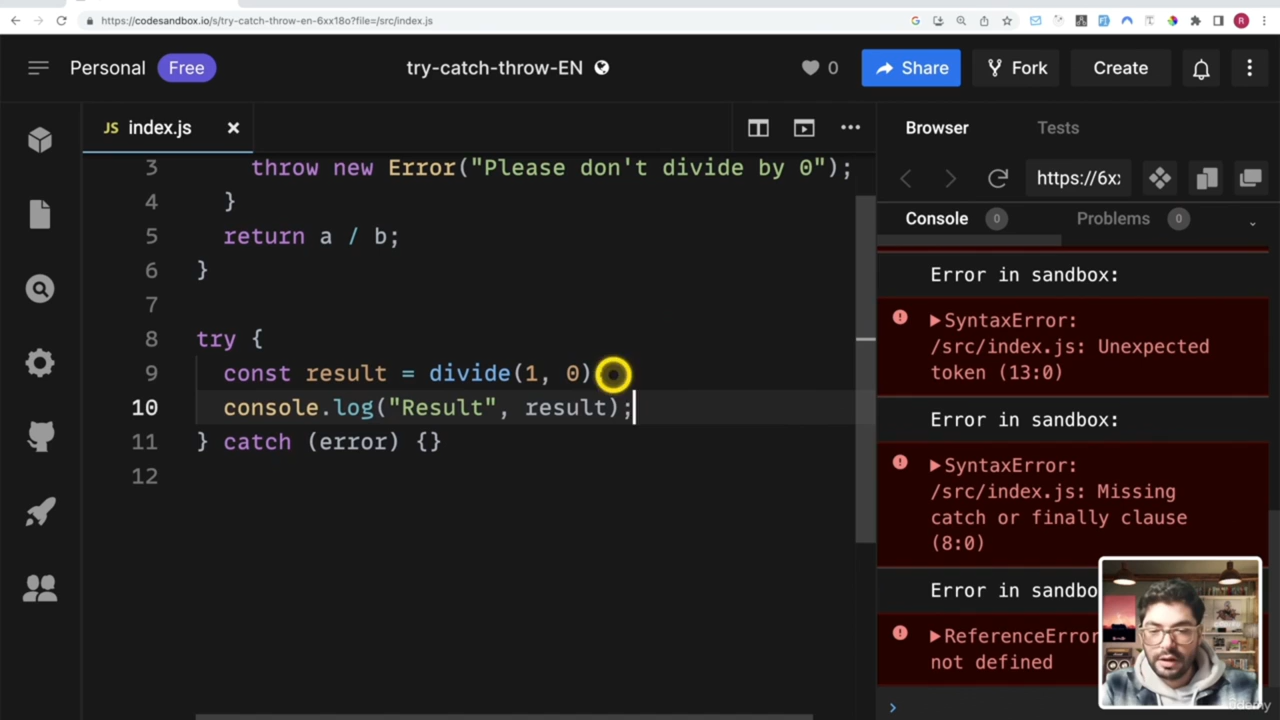 https://codesandbox.io/s/try-catch-throw-en-6xx18o?file=/src/index.js
Personal Free
try-catch-throw-EN
0
Share
Fork
Create
JS index.js
3 throw new Error("Please don't divide by 0");
4 }
5 return a / b;
6 }
7
8 try {
9 const result = divide(1, 0)
10 console.log("Result", result);
11 } catch (error) {}
12
Browser Tests
https://6x
Console 0 Problems 0
Error in sandbox:
SyntaxError:
/src/index.js: Unexpected
token (13:0)
Error in sandbox:
SyntaxError:
/src/index.js: Missing
catch or finally clause
(8:0)
Error in sandbo
ReferenceError
not defined
R